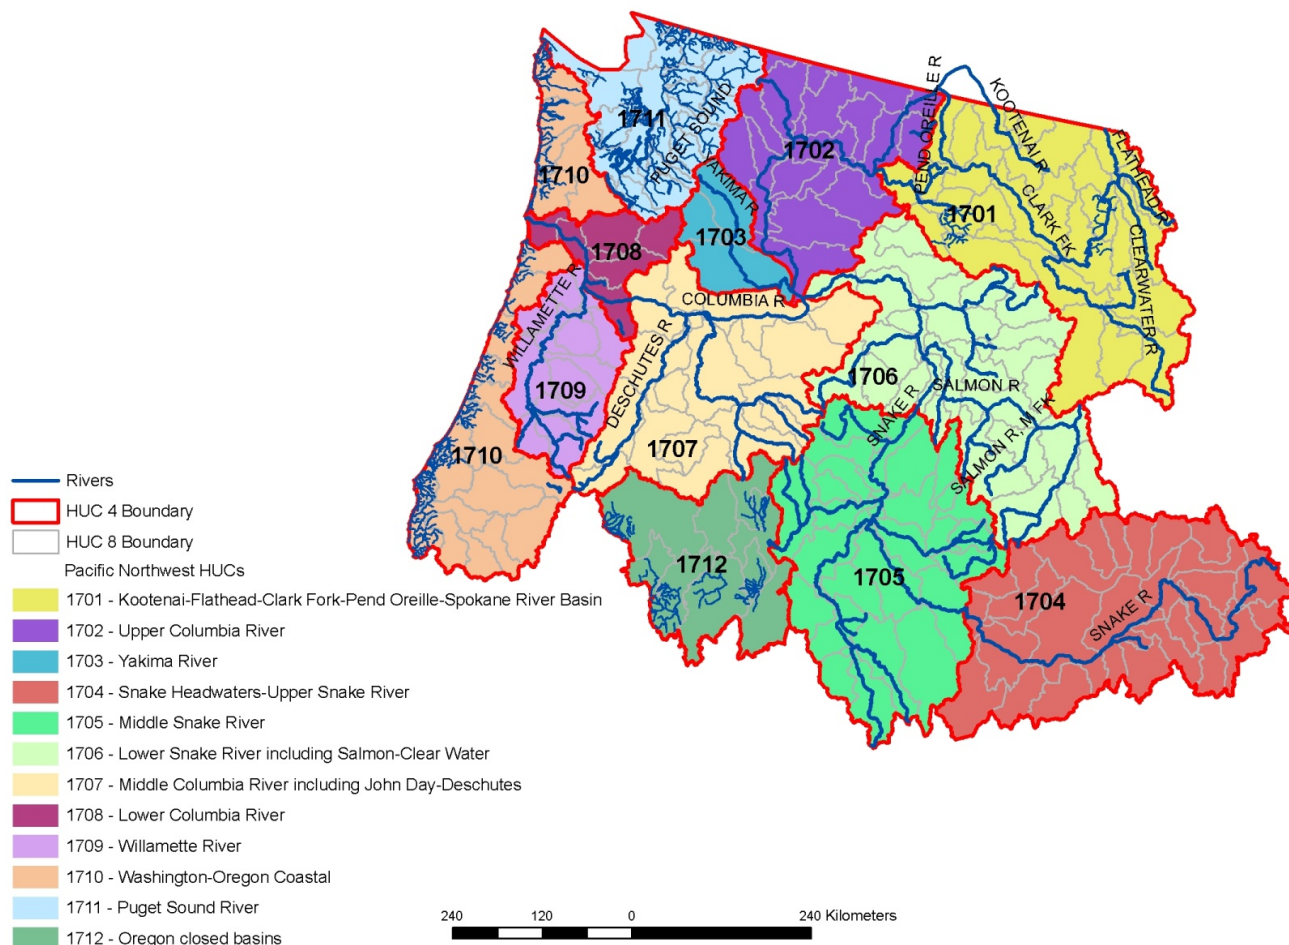 1711
PUGET SOUND
1702
PEND OREILLE R
KOOTENAI R
FLATHEAD R
1710
YAKIMA R
1703
1701
CLARK FK
CLEARWATER R
1708
WILLAMETTE R
COLUMBIA R
DESCHUTES R
1709
1706
SNAKE R
SALMON R
SALMON R, M FK
1710
1707
1712
1705
1704
SNAKE R
Rivers
HUC 4 Boundary
HUC 8 Boundary
Pacific Northwest HUCs
1701 - Kootenai-Flathead-Clark Fork-Pend Oreille-Spokane River Basin
1702 - Upper Columbia River
1703 - Yakima River
1704 - Snake Headwaters-Upper Snake River
1705 - Middle Snake River
1706 - Lower Snake River including Salmon-Clear Water
1707 - Middle Columbia River including John Day-Deschutes
1708 - Lower Columbia River
1709 - Willamette River
1710 - Washington-Oregon Coastal
1711 - Puget Sound River
1712 - Oregon closed basins
240 120 0 240 Kilometers